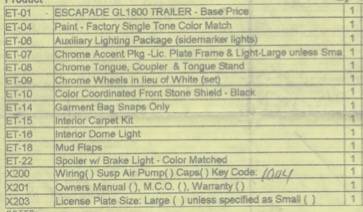 Product
ET-01 - ESCAPADE GL1800 TRAILER - Base Price 1
ET-04 Paint - Factory Single Tone Color Match 1
ET-06 Auxiliary Lighting Package (sidemarker lights) 1
ET-07 Chrome Accent Pkg -Lic. Plate Frame & Light-Large unless Sma 1
ET-08 Chrome Tongue, Coupler & Tongue Stand 1
ET-09 Chrome Wheels in lieu of White (set) 1
ET-10 Color Coordinated Front Stone Shield - Black 1
ET-14 Garment Bag Snaps Only 1
ET-15 Interior Carpet Kit 1
ET-16 Interior Dome Light 1
ET-18 Mud Flaps 1
ET-22 Spoiler w/ Brake Light - Color Matched 1
X200 Wiring( ) Susp Air Pump( ) Caps( ) Key Code: 1
X201 Owners Manual ( ), M.C.O. ( ), Warranty ( ) 1
X203 License Plate Size: Large ( ) unless specified as Small ( ) 1